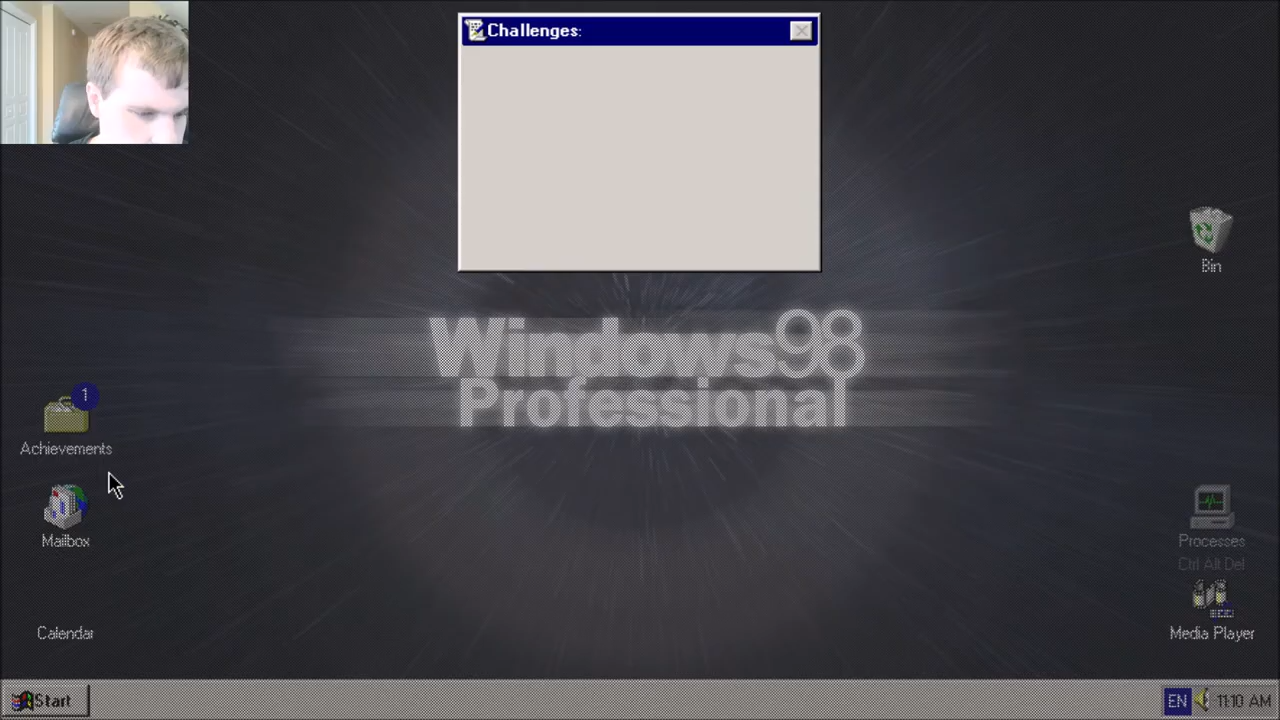 Challenges:
Bin
Windows98
Professional
1
Achievements
Mailbox
Processes
Ctrl Alt Del
Calendar
Media Player
Start
EN
11:10 AM